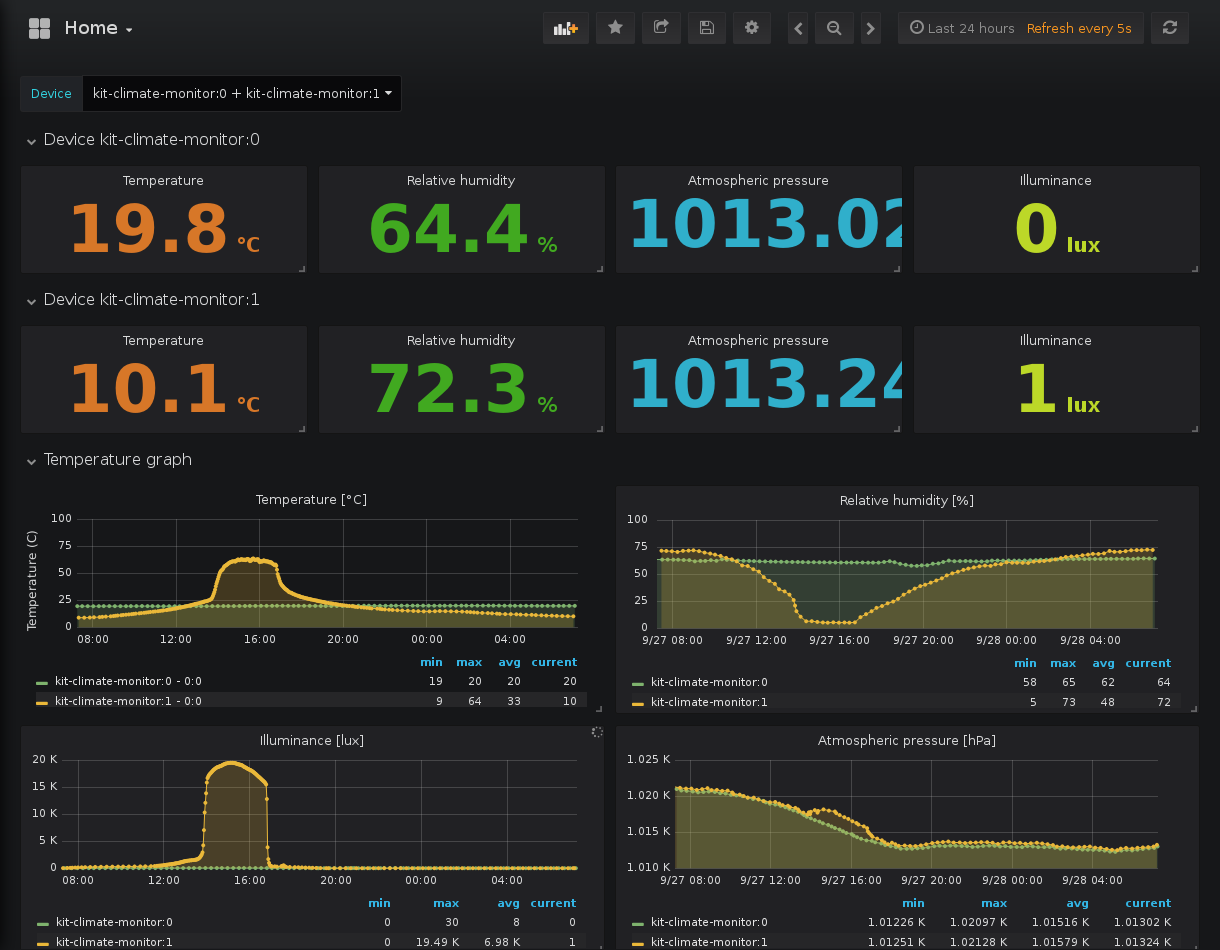 Home
Last 24 hours Refresh every 5s
Device kit-climate-monitor:0 + kit-climate-monitor:1
Device kit-climate-monitor:0
Temperature Relative humidity Atmospheric pressure Illuminance
19.8 °C 64.4 % 1013.02 0 lux
Device kit-climate-monitor:1
Temperature Relative humidity Atmospheric pressure Illuminance
10.1 °C 72.3 % 1013.24 1 lux
Temperature graph
Temperature [°C]
Temperature (C)
100
75
50
25
0
08:00 12:00 16:00 20:00 00:00 04:00
min max avg current
kit-climate-monitor:0 - 0:0 19 20 20 20
kit-climate-monitor:1 - 0:0 9 64 33 10
Relative humidity [%]
100
75
50
25
0
9/27 08:00 9/27 12:00 9/27 16:00 9/27 20:00 9/28 00:00 9/28 04:00
min max avg current
kit-climate-monitor:0 58 65 62 64
kit-climate-monitor:1 5 73 48 72
Illuminance [lux]
20 K
15 K
10 K
5 K
0
08:00 12:00 16:00 20:00 00:00 04:00
min max avg current
kit-climate-monitor:0 0 30 8 0
kit-climate-monitor:1 0 19.49 K 6.98 K 1
Atmospheric pressure [hPa]
1.025 K
1.020 K
1.015 K
1.010 K
9/27 08:00 9/27 12:00 9/27 16:00 9/27 20:00 9/28 00:00 9/28 04:00
min max avg current
kit-climate-monitor:0 1.01226 K 1.02097 K 1.01516 K 1.01302 K
kit-climate-monitor:1 1.01251 K 1.02128 K 1.01579 K 1.01324 K